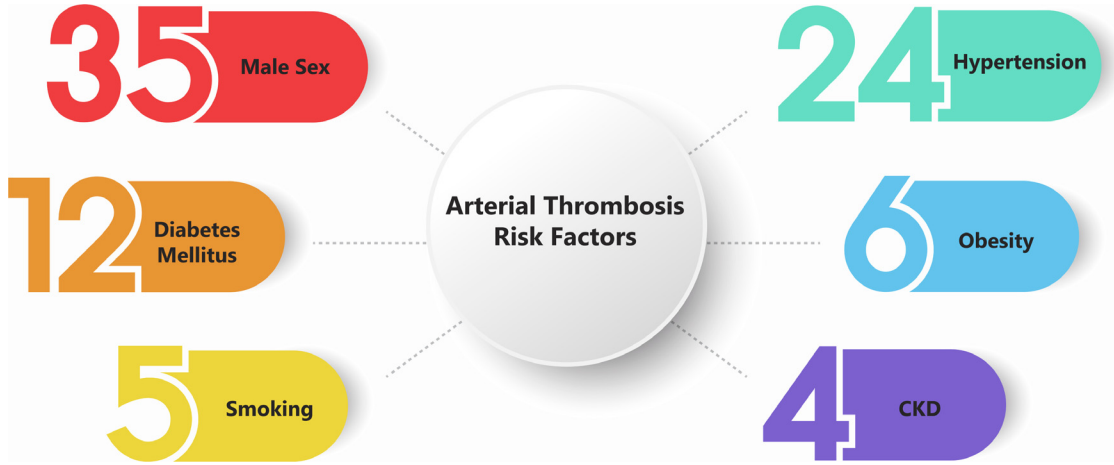 35 Male Sex
24 Hypertension
Arterial Thrombosis
Risk Factors
12 Diabetes
Mellitus
6 Obesity
5 Smoking
4 CKD